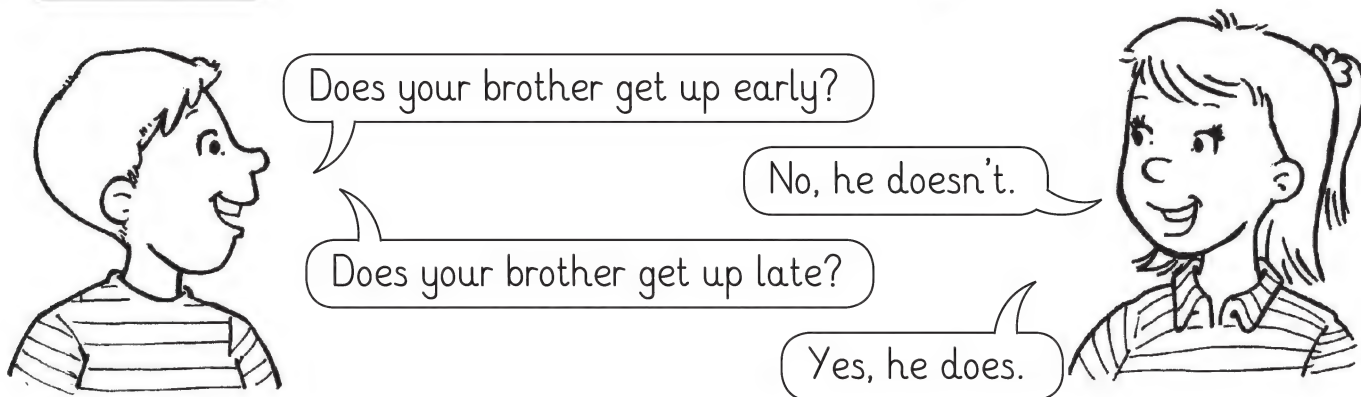 Does your brother get up early?
No, he doesn't.
Does your brother get up late?
Yes, he does.